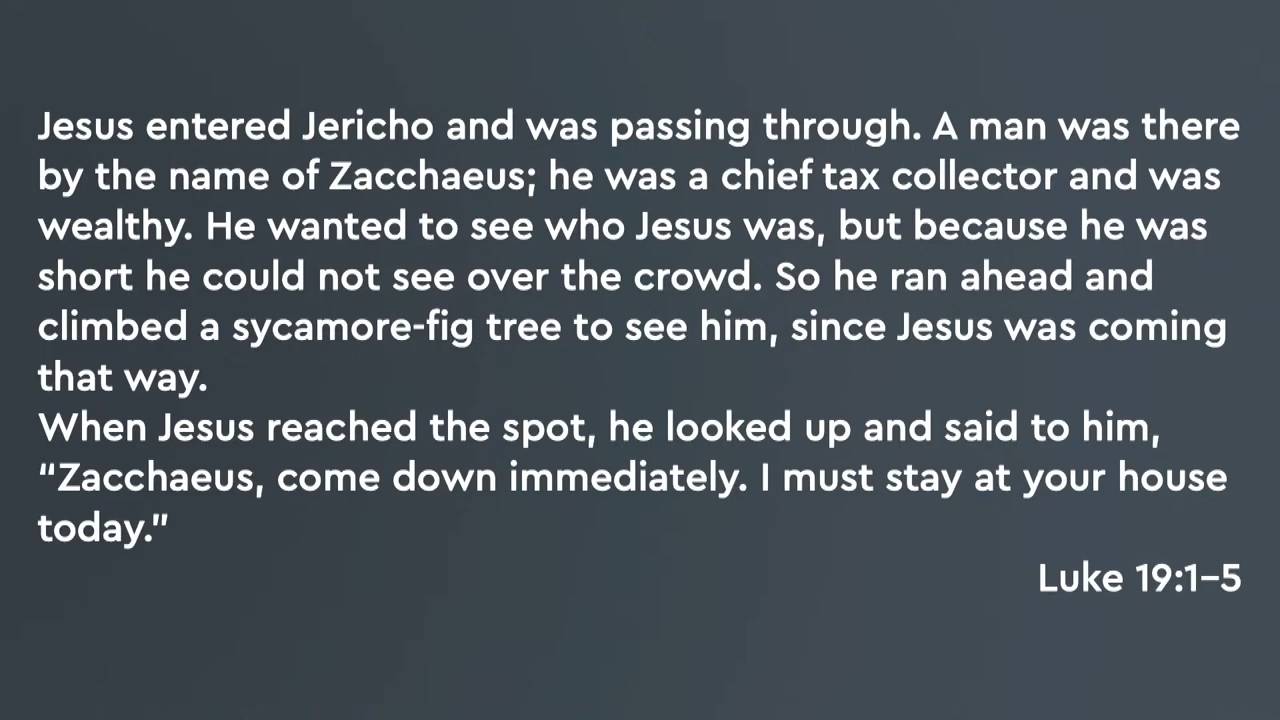 Jesus entered Jericho and was passing through. A man was there
by the name of Zacchaeus; he was a chief tax collector and was
wealthy. He wanted to see who Jesus was, but because he was
short he could not see over the crowd. So he ran ahead and
climbed a sycamore-fig tree to see him, since Jesus was coming
that way.
When Jesus reached the spot, he looked up and said to him,
“Zacchaeus, come down immediately. I must stay at your house
today.”
Luke 19:1–5